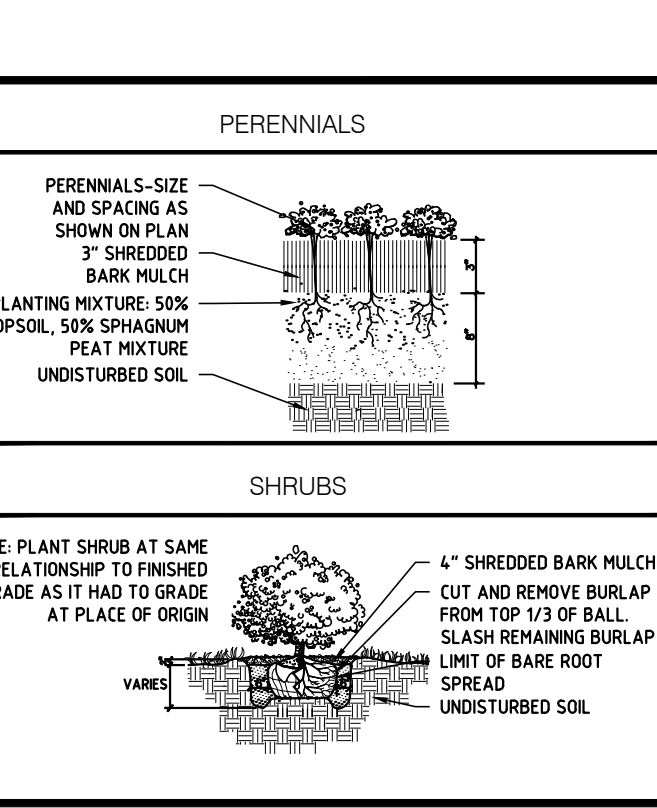 PERENNIALS
PERENNIALS-SIZE
AND SPACING AS
SHOWN ON PLAN
3" SHREDDED
BARK MULCH
PLANTING MIXTURE: 50%
OPSOIL, 50% SPHAGNUM
PEAT MIXTURE
UNDISTURBED SOIL
3"
8"
SHRUBS
E: PLANT SHRUB AT SAME
RELATIONSHIP TO FINISHED
RADE AS IT HAD TO GRADE
AT PLACE OF ORIGIN
VARIES
4" SHREDDED BARK MULCH
CUT AND REMOVE BURLAP
FROM TOP 1/3 OF BALL.
SLASH REMAINING BURLAP
LIMIT OF BARE ROOT
SPREAD
UNDISTURBED SOIL